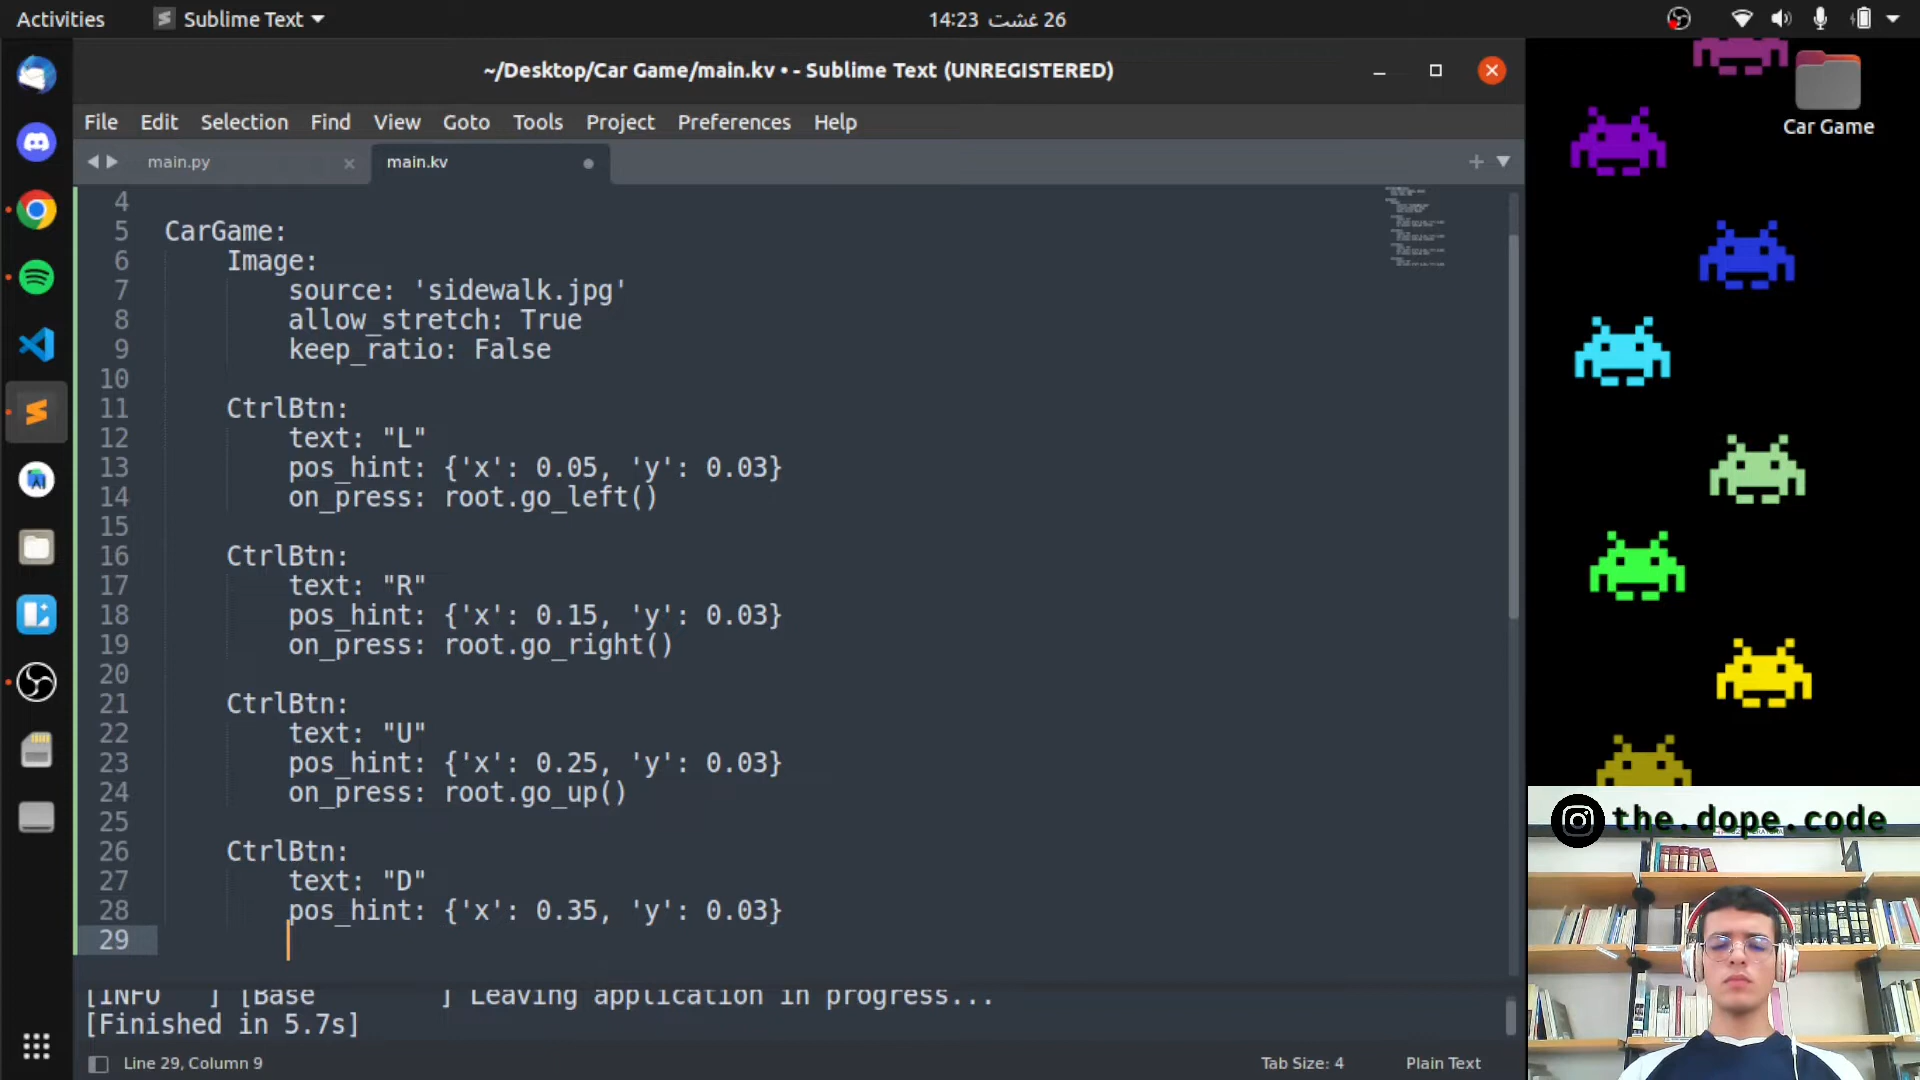 Activities
Sublime Text
26 غشت 14:23
~/Desktop/Car Game/main.kv • - Sublime Text (UNREGISTERED)
File Edit Selection Find View Goto Tools Project Preferences Help
main.py
main.kv
4
5 CarGame:
6 Image:
7 source: 'sidewalk.jpg'
8 allow_stretch: True
9 keep_ratio: False
10
11 CtrlBtn:
12 text: "L"
13 pos_hint: {'x': 0.05, 'y': 0.03}
14 on_press: root.go_left()
15
16 CtrlBtn:
17 text: "R"
18 pos_hint: {'x': 0.15, 'y': 0.03}
19 on_press: root.go_right()
20
21 CtrlBtn:
22 text: "U"
23 pos_hint: {'x': 0.25, 'y': 0.03}
24 on_press: root.go_up()
25
26 CtrlBtn:
27 text: "D"
28 pos_hint: {'x': 0.35, 'y': 0.03}
29
[INFO ] [Base ] Leaving application in progress...
[Finished in 5.7s]
Line 29, Column 9
Tab Size: 4
Plain Text
Car Game
the.dope.code